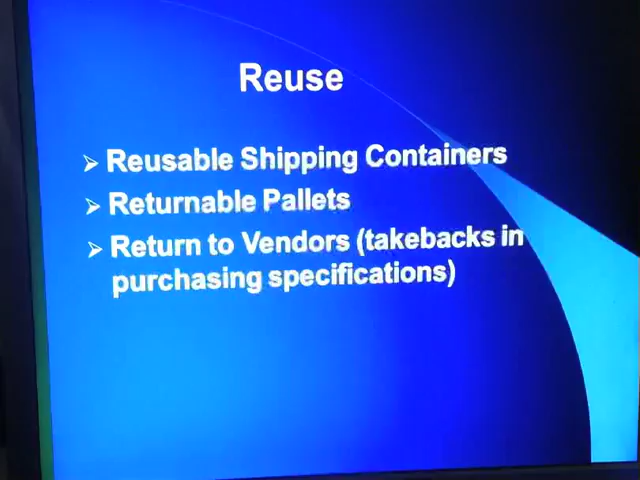 Reuse
➢ Reusable Shipping Containers
➢ Returnable Pallets
➢ Return to Vendors (takebacks in
purchasing specifications)